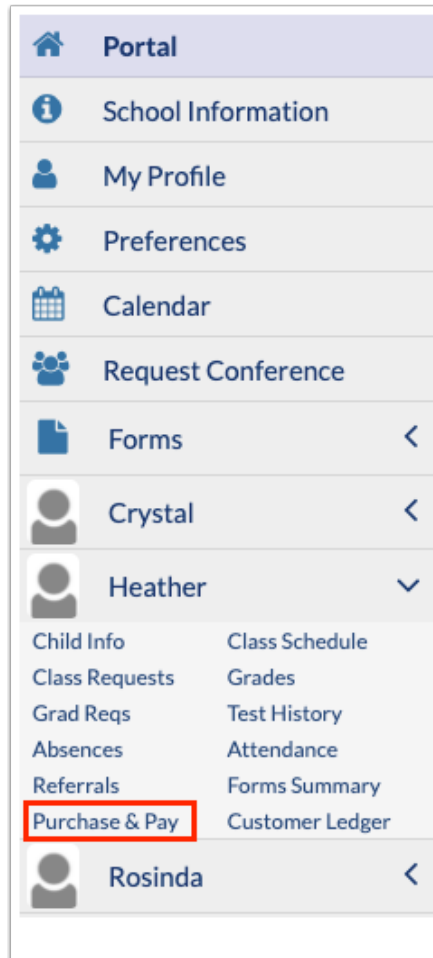 Portal
School Information
My Profile
Preferences
Calendar
Request Conference
Forms
Crystal
Heather
Child Info Class Schedule
Class Requests Grades
Grad Reqs Test History
Absences Attendance
Referrals Forms Summary
Purchase & Pay Customer Ledger
Rosinda